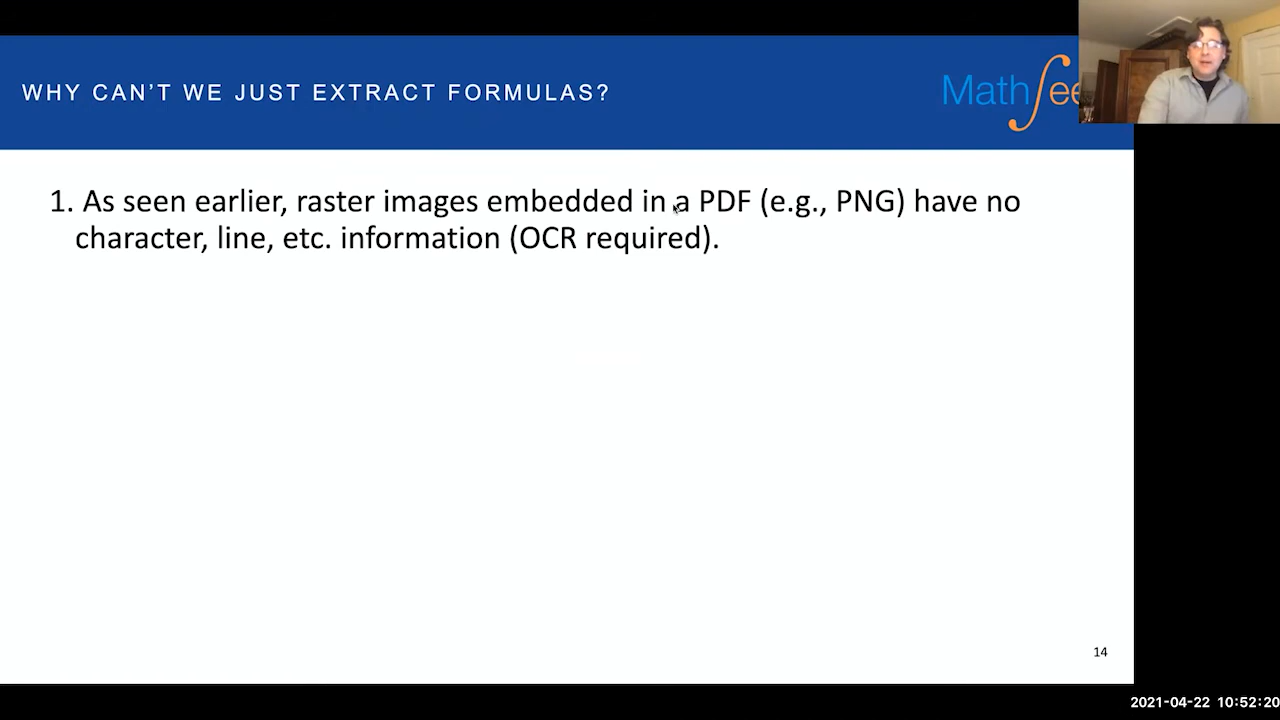 WHY CAN'T WE JUST EXTRACT FORMULAS?
Math∫ee
1. As seen earlier, raster images embedded in a PDF (e.g., PNG) have no
character, line, etc. information (OCR required).
14
2021-04-22 10:52:20